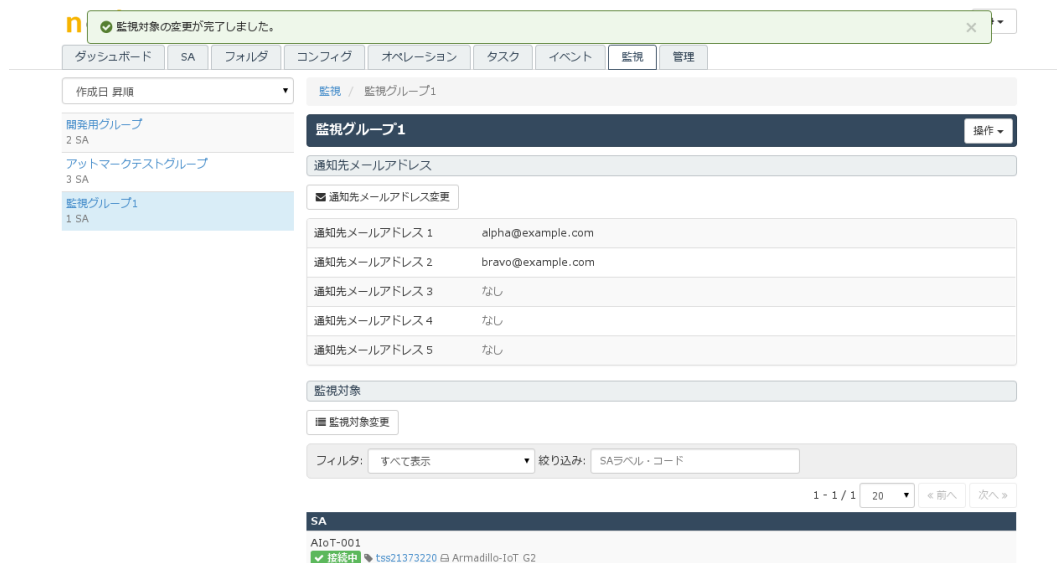 n
監視対象の変更が完了しました。
×
ダッシュボード SA フォルダ コンフィグ オペレーション タスク イベント 監視 管理
作成日 昇順
開発用グループ
2 SA
アットマークテストグループ
3 SA
監視グループ1
1 SA
監視 / 監視グループ1
監視グループ1
操作
通知先メールアドレス
通知先メールアドレス変更
通知先メールアドレス 1 alpha@example.com
通知先メールアドレス 2 bravo@example.com
通知先メールアドレス 3 なし
通知先メールアドレス 4 なし
通知先メールアドレス 5 なし
監視対象
監視対象変更
フィルタ: すべて表示 絞り込み: SAラベル・コード
1 - 1 / 1 20 «前へ 次へ»
SA
AIoT-001
接続中 tss21373220 Armadillo-IoT G2